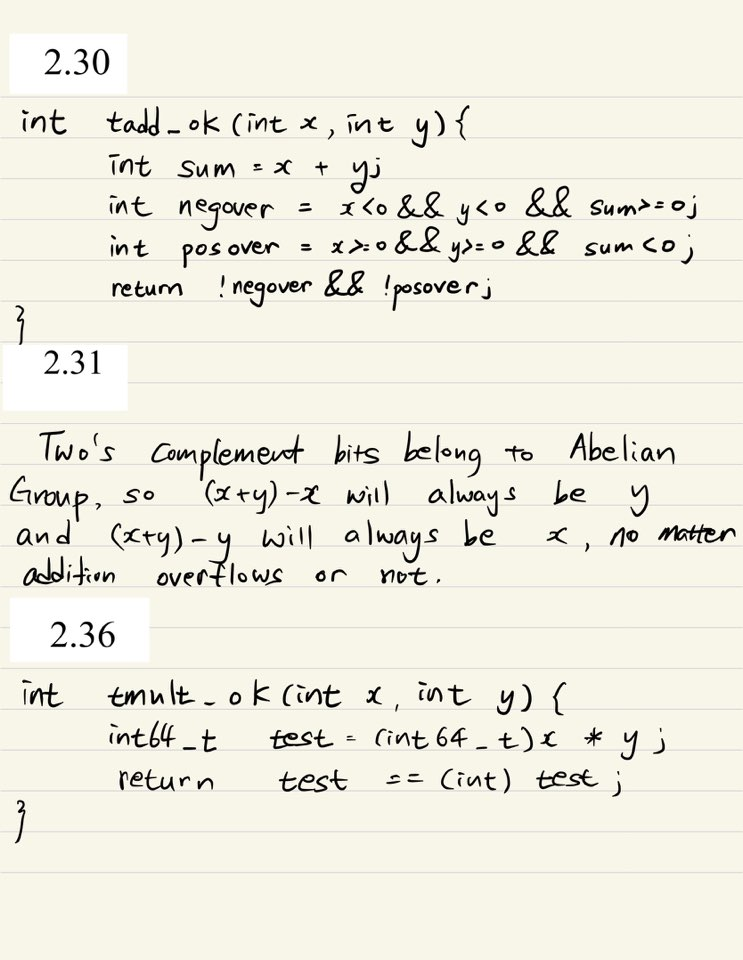 2.30
int tadd_ok (int x, int y) {
int sum = x + y;
int negover = x<0 && y<0 && sum>=0;
int posover = x>=0 && y>=0 && sum<0;
return !negover && !posover;
}
2.31
Two's complement bits belong to Abelian
Group, so (x+y)-x will always be y
and (x+y)-y will always be x, no matter
addition overflows or not.
2.36
int tmult_ok (int x, int y) {
int64_t test = (int64_t)x * y;
return test == (int) test;
}